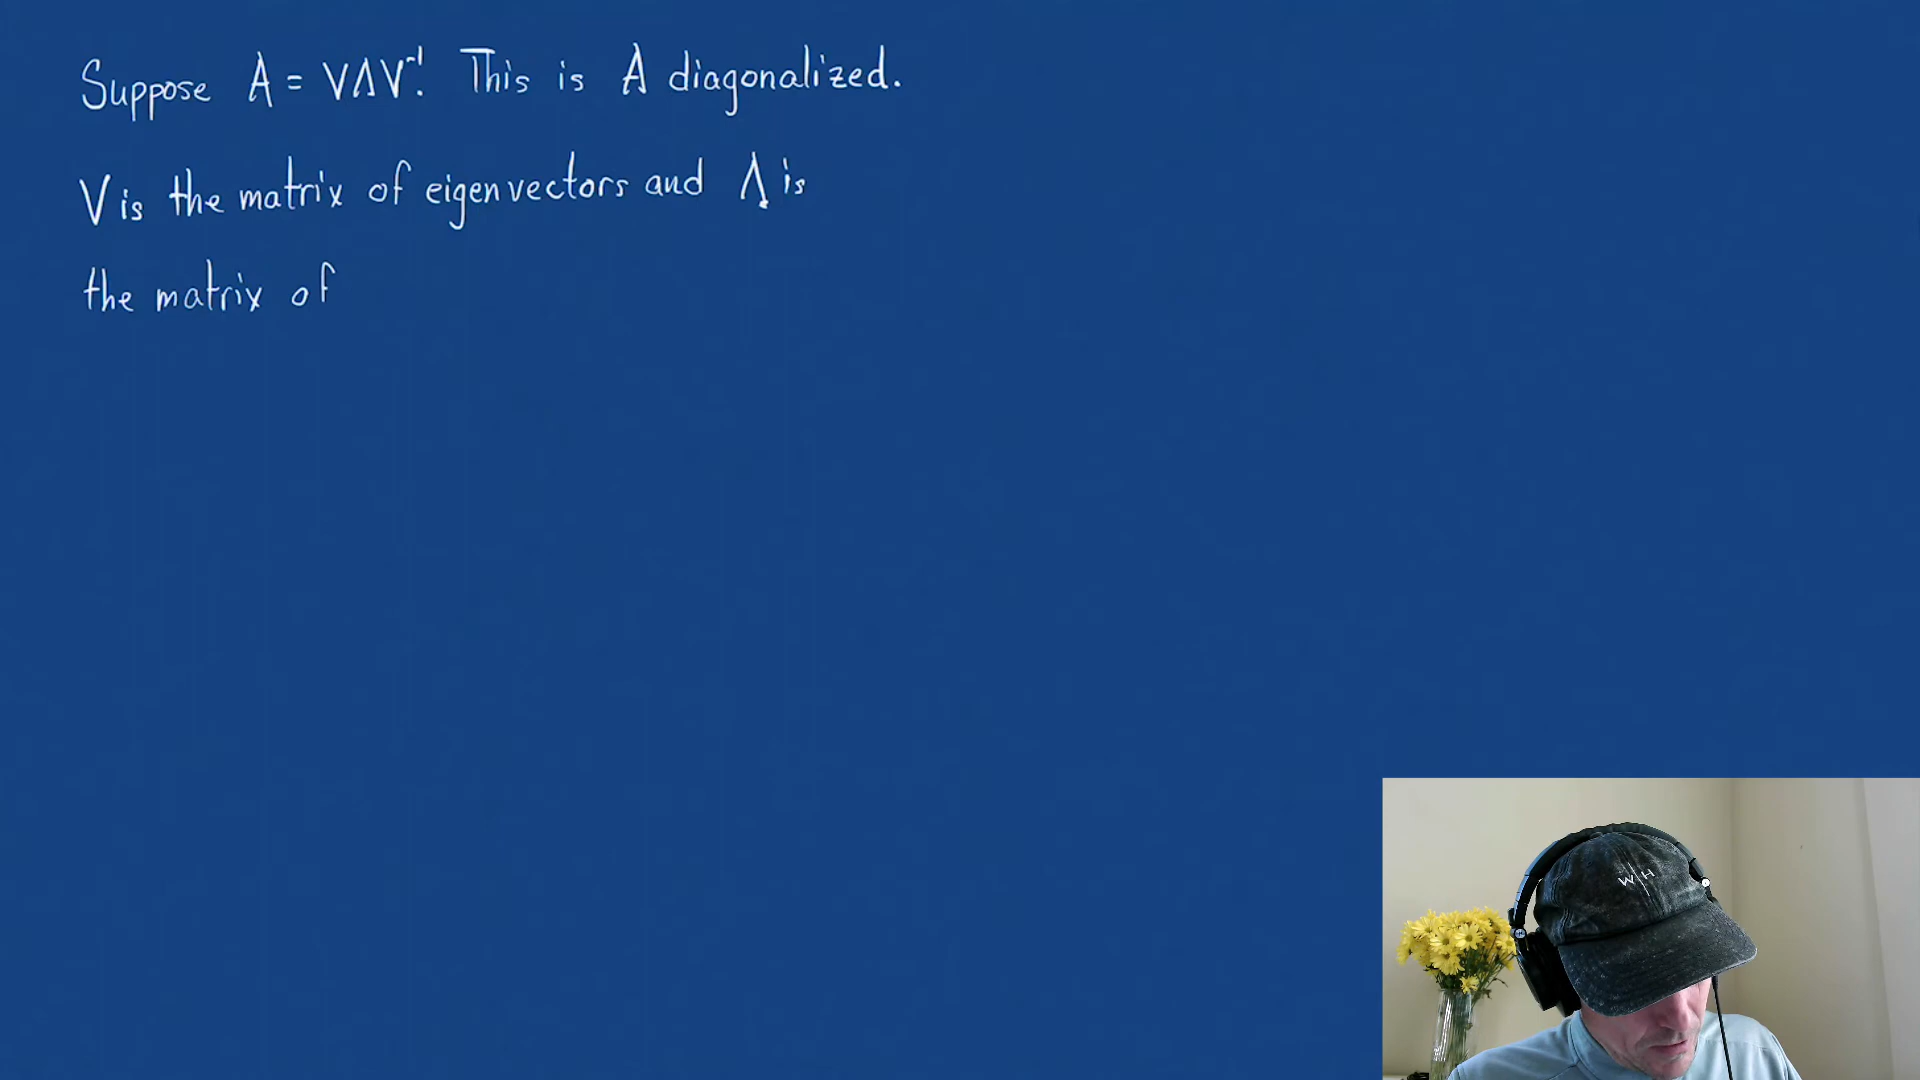 Suppose A = VΛV⁻¹. This is A diagonalized.
V is the matrix of eigenvectors and Λ is
the matrix of
W H